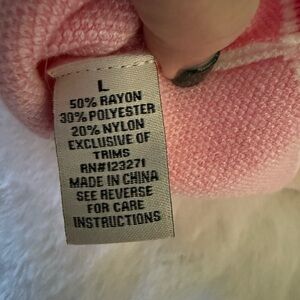 L
50% RAYON
30% POLYESTER
20% NYLON
EXCLUSIVE OF
TRIMS
RN#123271
MADE IN CHINA
SEE REVERSE
FOR CARE
INSTRUCTIONS